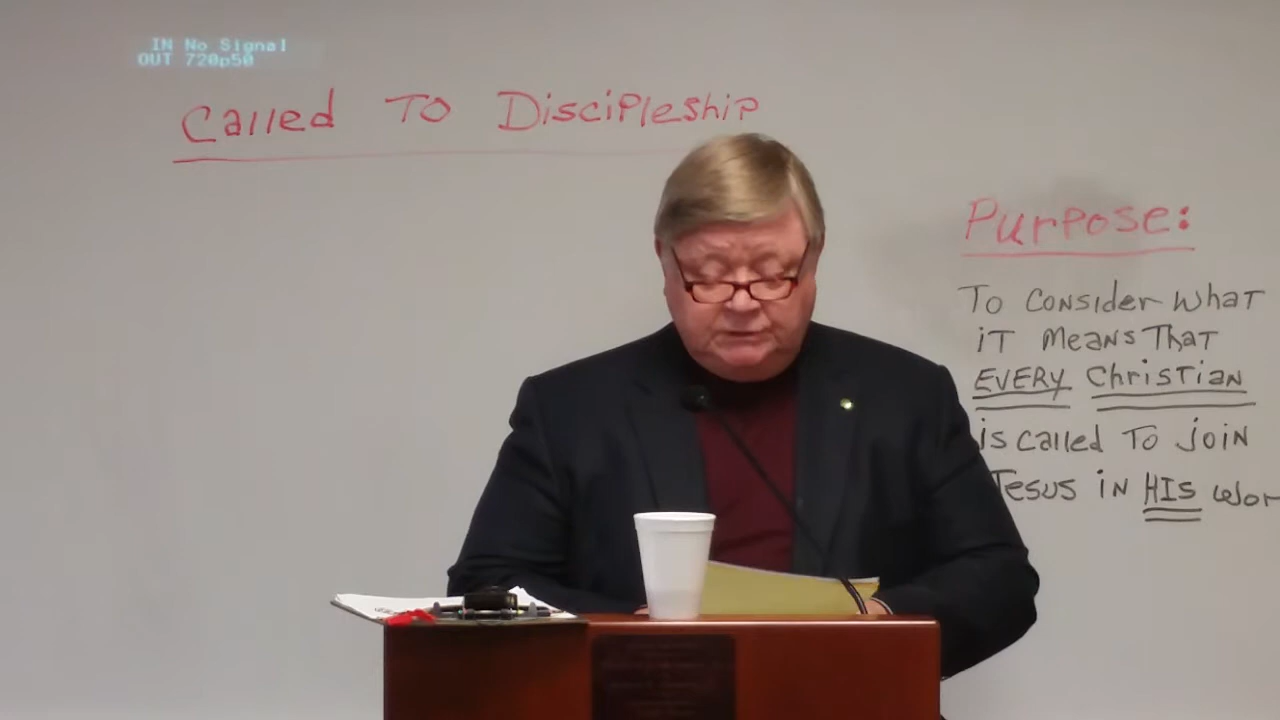 IN No Signal
OUT 720p50
Called To Discipleship
Purpose:
To Consider what
iT Means That
EVERY Christian
is called To join
Jesus in HIS wor